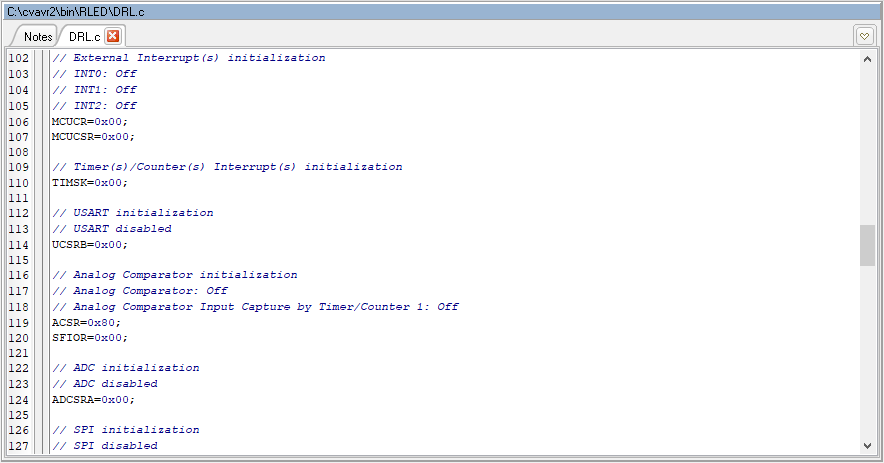 C:\cvavr2\bin\RLED\DRL.c
Notes DRL.c
102 // External Interrupt(s) initialization
103 // INT0: Off
104 // INT1: Off
105 // INT2: Off
106 MCUCR=0x00;
107 MCUCSR=0x00;
108
109 // Timer(s)/Counter(s) Interrupt(s) initialization
110 TIMSK=0x00;
111
112 // USART initialization
113 // USART disabled
114 UCSRB=0x00;
115
116 // Analog Comparator initialization
117 // Analog Comparator: Off
118 // Analog Comparator Input Capture by Timer/Counter 1: Off
119 ACSR=0x80;
120 SFIOR=0x00;
121
122 // ADC initialization
123 // ADC disabled
124 ADCSRA=0x00;
125
126 // SPI initialization
127 // SPI disabled